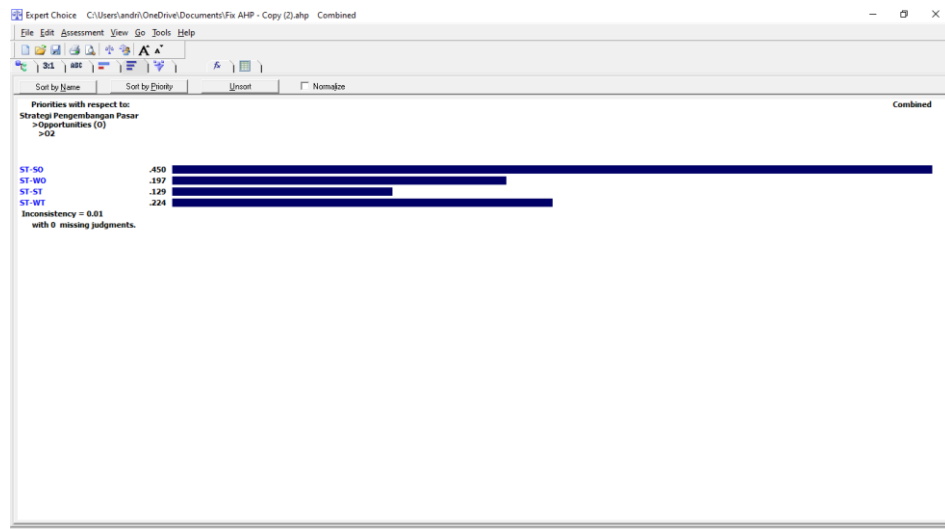 Expert Choice C:\Users\andri\OneDrive\Documents\Fix AHP - Copy (2).ahp Combined
File Edit Assessment View Go Tools Help
A A
3:1 ABC fx
Sort by Name Sort by Priority Unsort Normalize
Priorities with respect to: Combined
Strategi Pengembangan Pasar
>Opportunities (O)
>O2
ST-SO .450
ST-WO .197
ST-ST .129
ST-WT .224
Inconsistency = 0.01
with 0 missing judgments.